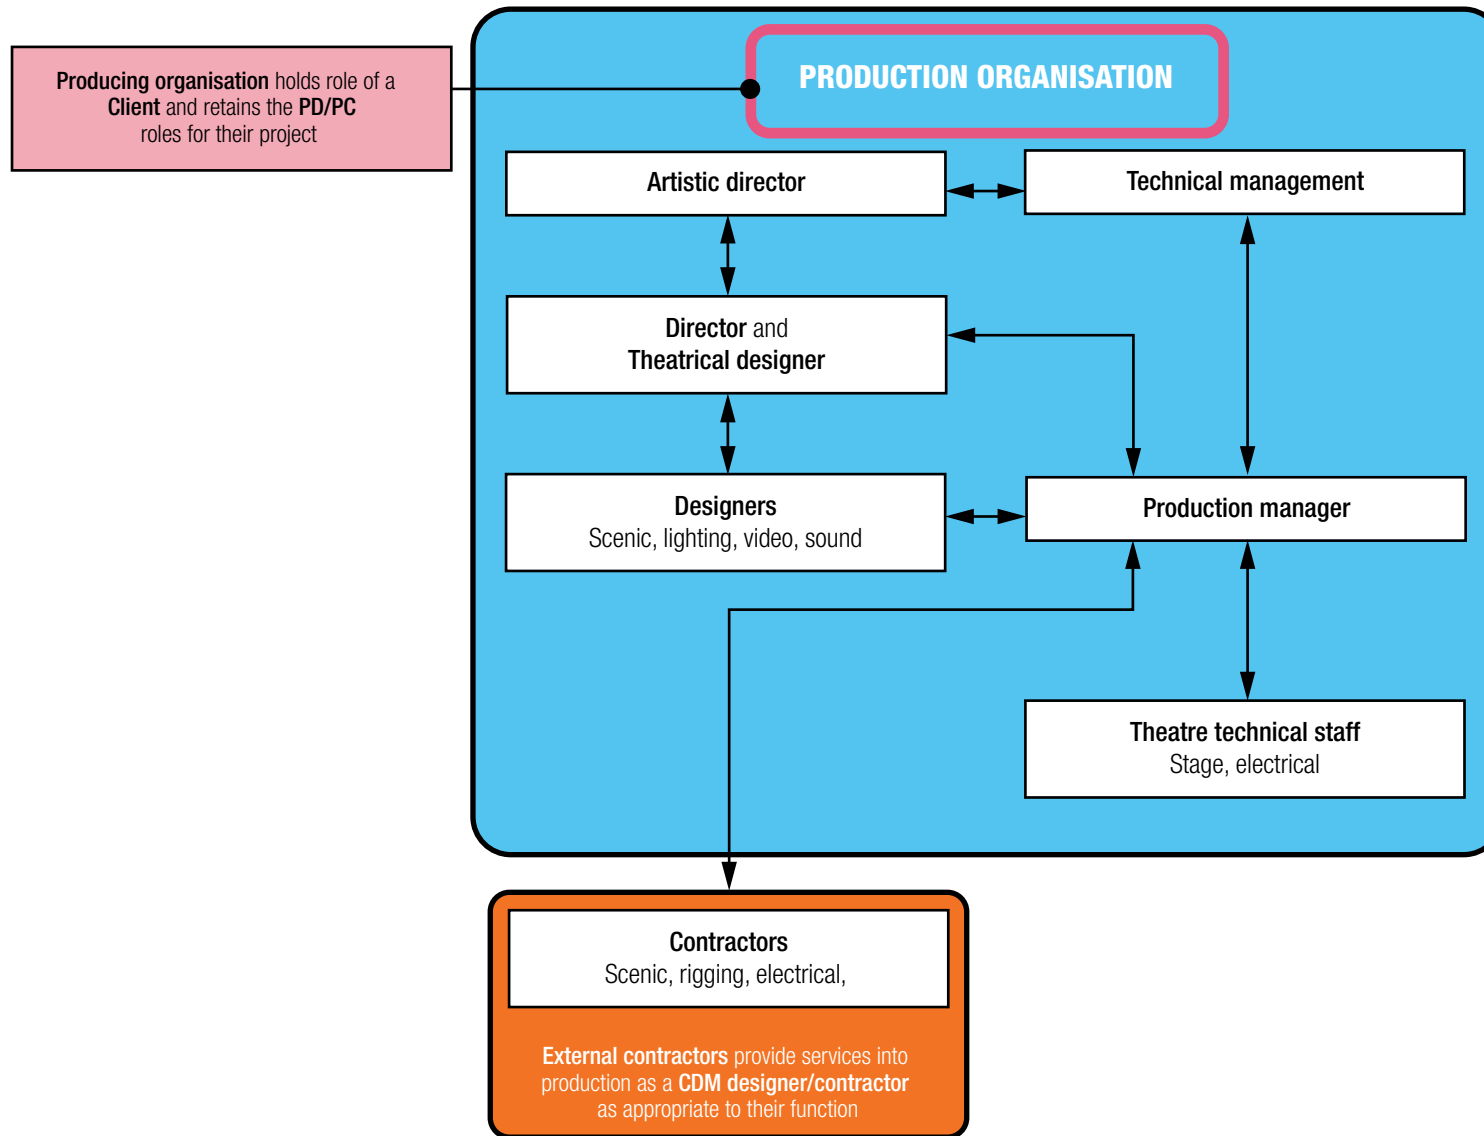 Producing organisation holds role of a
Client and retains the PD/PC
roles for their project
PRODUCTION ORGANISATION
Artistic director
Technical management
Director and
Theatrical designer
Designers
Scenic, lighting, video, sound
Production manager
Theatre technical staff
Stage, electrical
Contractors
Scenic, rigging, electrical,
External contractors provide services into
production as a CDM designer/contractor
as appropriate to their function